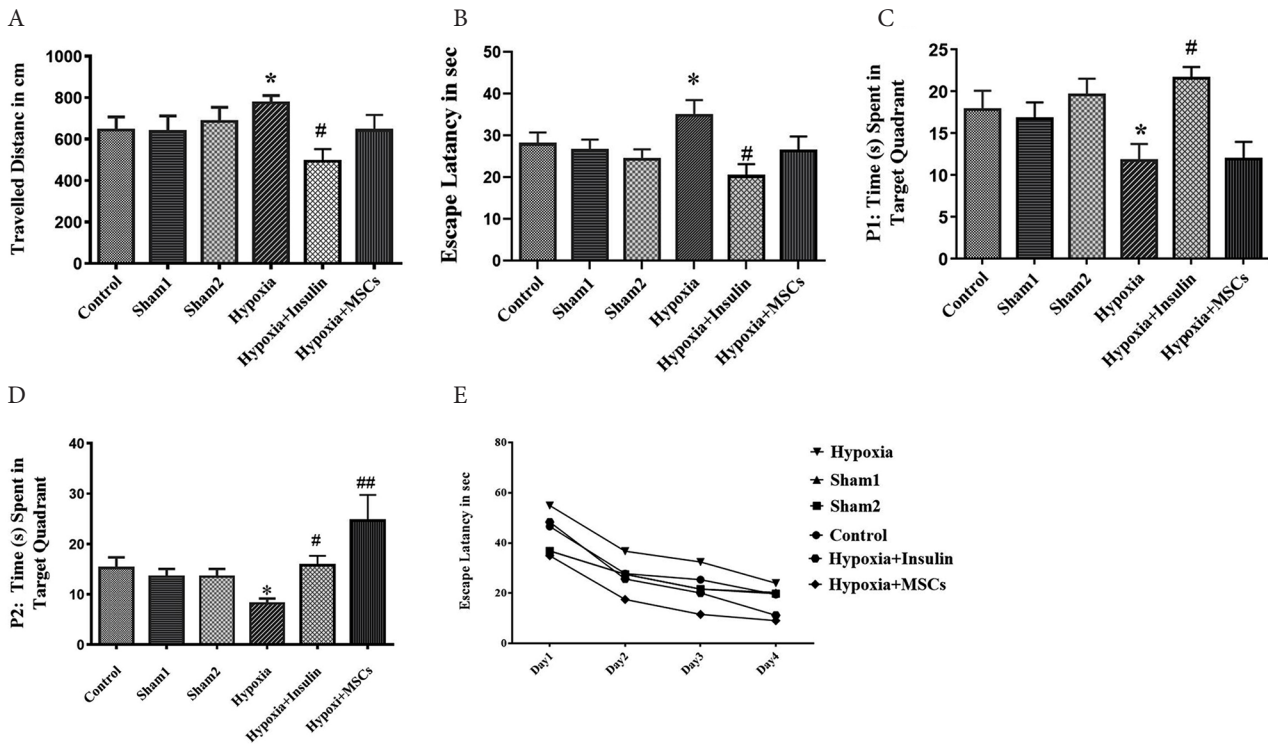 A
Travelled Distanc in cm
1000
800
600
400
200
0
*
#
Control
Sham1
Sham2
Hypoxia
Hypoxia+Insulin
Hypoxia+MSCs
B
Escape Latancy in sec
50
40
30
20
10
0
*
#
Control
Sham1
Sham2
Hypoxia
Hypoxia+Insulin
Hypoxia+MSCs
C
P1: Time (s) Spent in
Target Quadrant
25
20
15
10
5
0
*
#
Control
Sham1
Sham2
Hypoxia
Hypoxia+Insulin
Hypoxia+MSCs
D
P2: Time (s) Spent in
Target Quadrant
40
30
20
10
0
*
#
##
Control
Sham1
Sham2
Hypoxia
Hypoxia+Insulin
Hypoxi+MSCs
E
Escape Latancy in sec
80
60
40
20
0
Day1
Day2
Day3
Day4
Hypoxia
Sham1
Sham2
Control
Hypoxia+Insulin
Hypoxia+MSCs